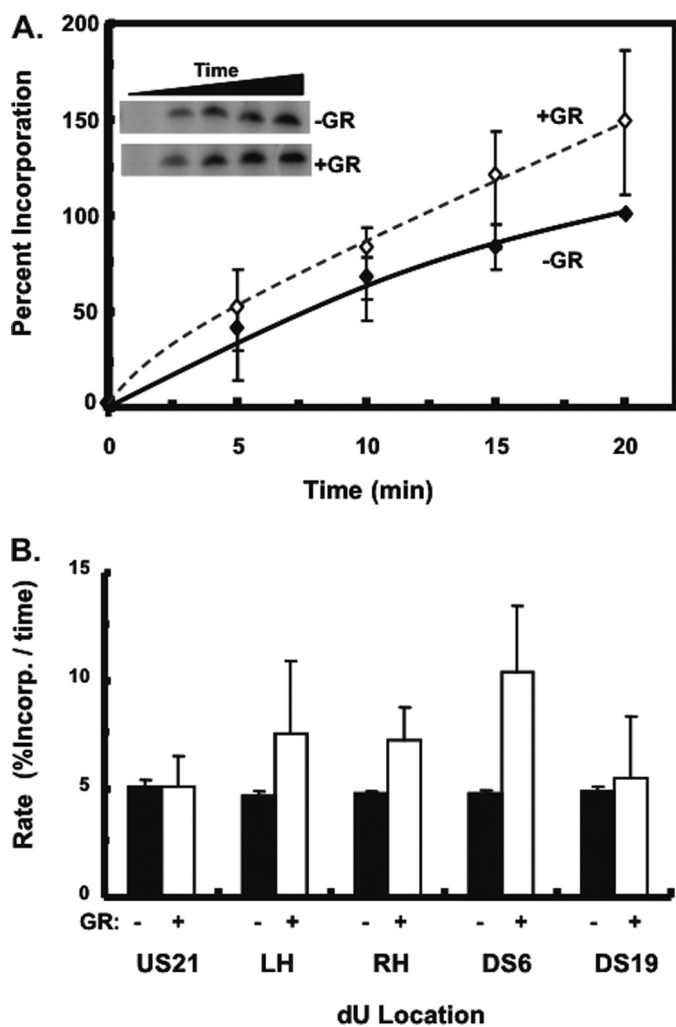 A.
200
150
100
50
0
Percent Incorporation
Time
-GR
+GR
+GR
-GR
0 5 10 15 20
Time (min)
B.
15
10
5
0
Rate (%Incorp. / time)
GR: - + - + - + - + - +
US21 LH RH DS6 DS19
dU Location